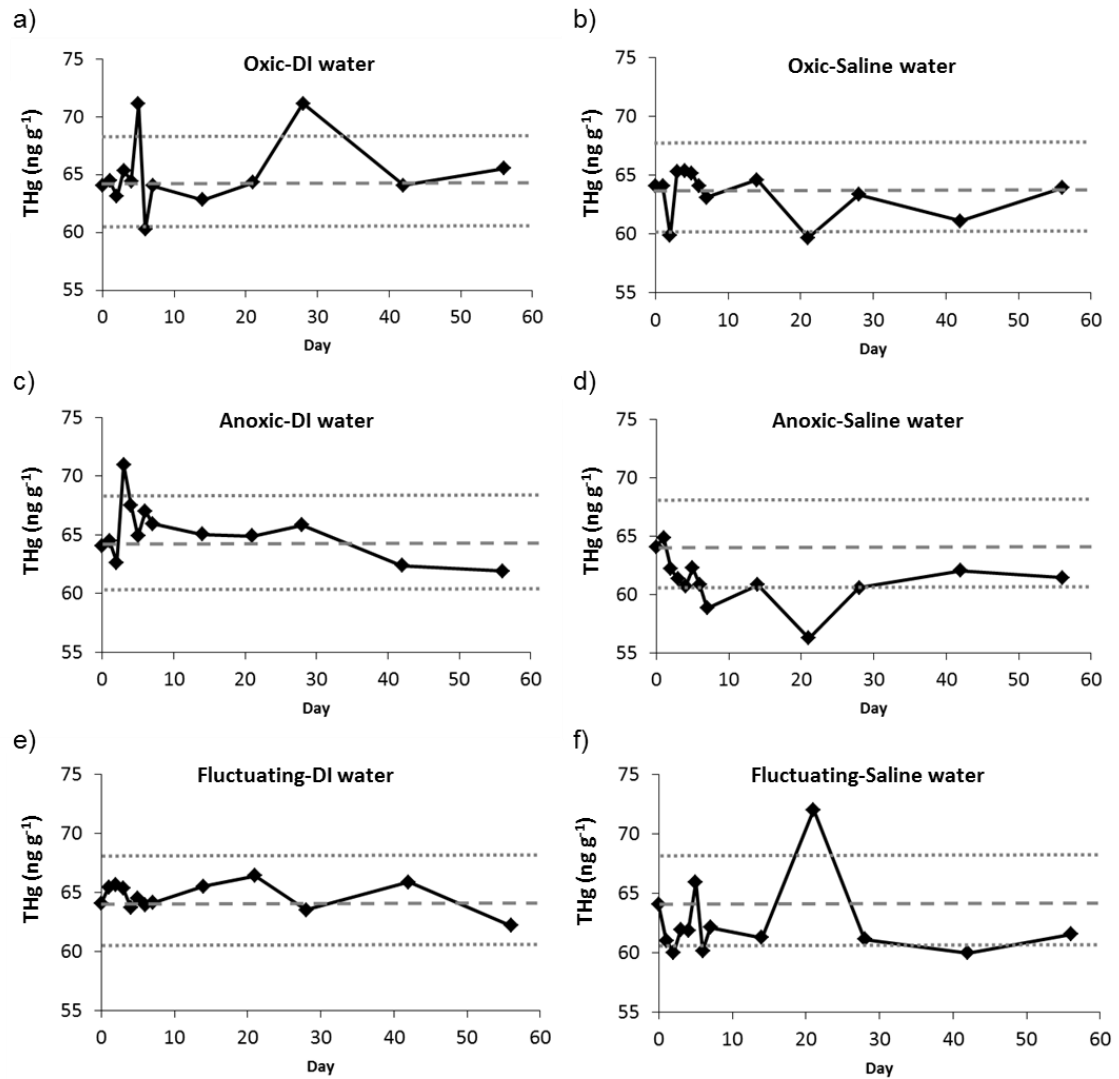 a)
Oxic-DI water
75
70
65
60
55
THg (ng g⁻¹)
0 10 20 30 40 50 60
Day
b)
Oxic-Saline water
75
70
65
60
55
THg (ng g⁻¹)
0 10 20 30 40 50 60
Day
c)
Anoxic-DI water
75
70
65
60
55
THg (ng g⁻¹)
0 10 20 30 40 50 60
Day
d)
Anoxic-Saline water
75
70
65
60
55
THg (ng g⁻¹)
0 10 20 30 40 50 60
Day
e)
Fluctuating-DI water
75
70
65
60
55
THg (ng g⁻¹)
0 10 20 30 40 50 60
Day
f)
Fluctuating-Saline water
75
70
65
60
55
THg (ng g⁻¹)
0 10 20 30 40 50 60
Day